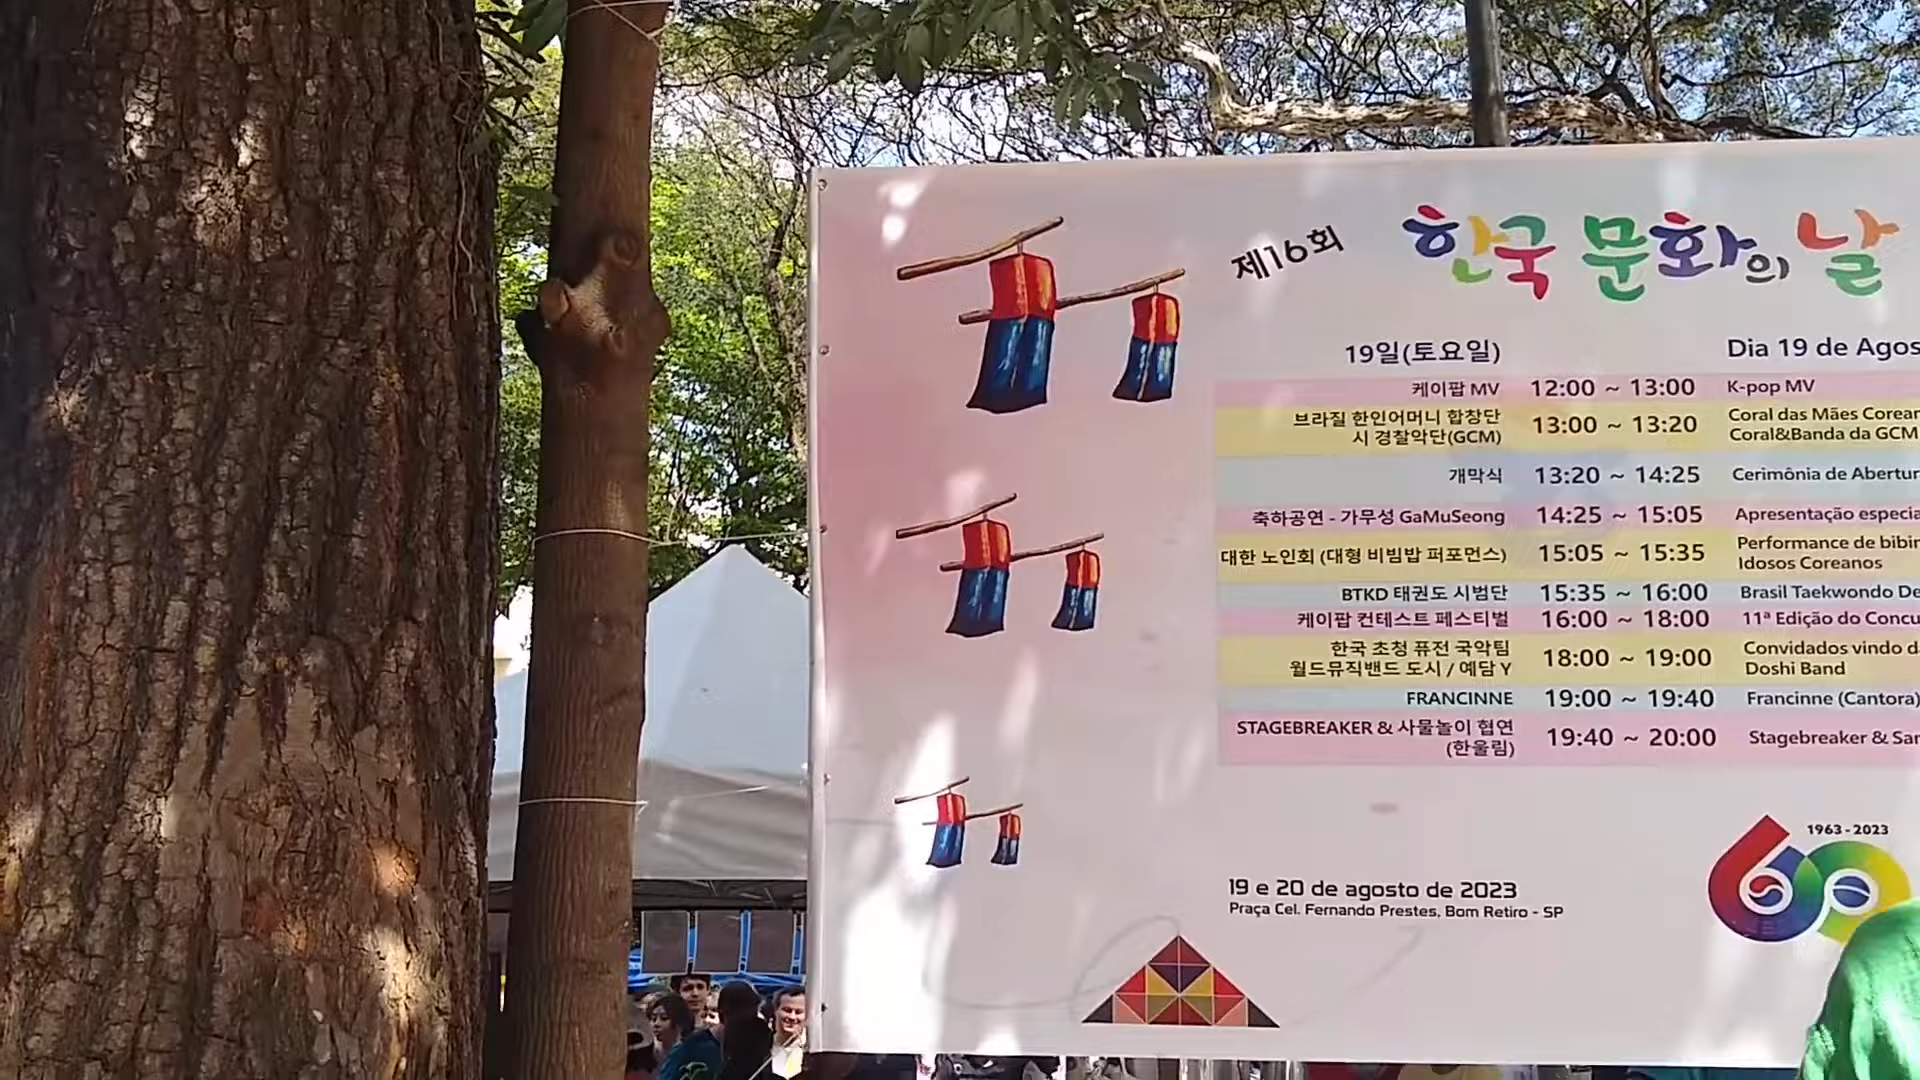 제16회 한국 문화의 날
19일(토요일) Dia 19 de Agos
케이팝 MV 12:00 ~ 13:00 K-pop MV
브라질 한인어머니 합창단 Coral das Mães Corean
시 경찰악단(GCM) 13:00 ~ 13:20 Coral&Banda da GCM
개막식 13:20 ~ 14:25 Cerimônia de Abertur
축하공연 - 가무성 GaMuSeong 14:25 ~ 15:05 Apresentação especia
대한 노인회 (대형 비빔밥 퍼포먼스) 15:05 ~ 15:35 Performance de bibin
Idosos Coreanos
BTKD 태권도 시범단 15:35 ~ 16:00 Brasil Taekwondo De
케이팝 컨테스트 페스티벌 16:00 ~ 18:00 11ª Edição do Concu
한국 초청 퓨전 국악팀 Convidados vindo d
월드뮤직밴드 도시 / 예담 Y 18:00 ~ 19:00 Doshi Band
FRANCINNE 19:00 ~ 19:40 Francinne (Cantora)
STAGEBREAKER & 사물놀이 협연
(한울림) 19:40 ~ 20:00 Stagebreaker & Sa
1963 - 2023
60
19 e 20 de agosto de 2023
Praça Cel. Fernando Prestes, Bom Retiro - SP